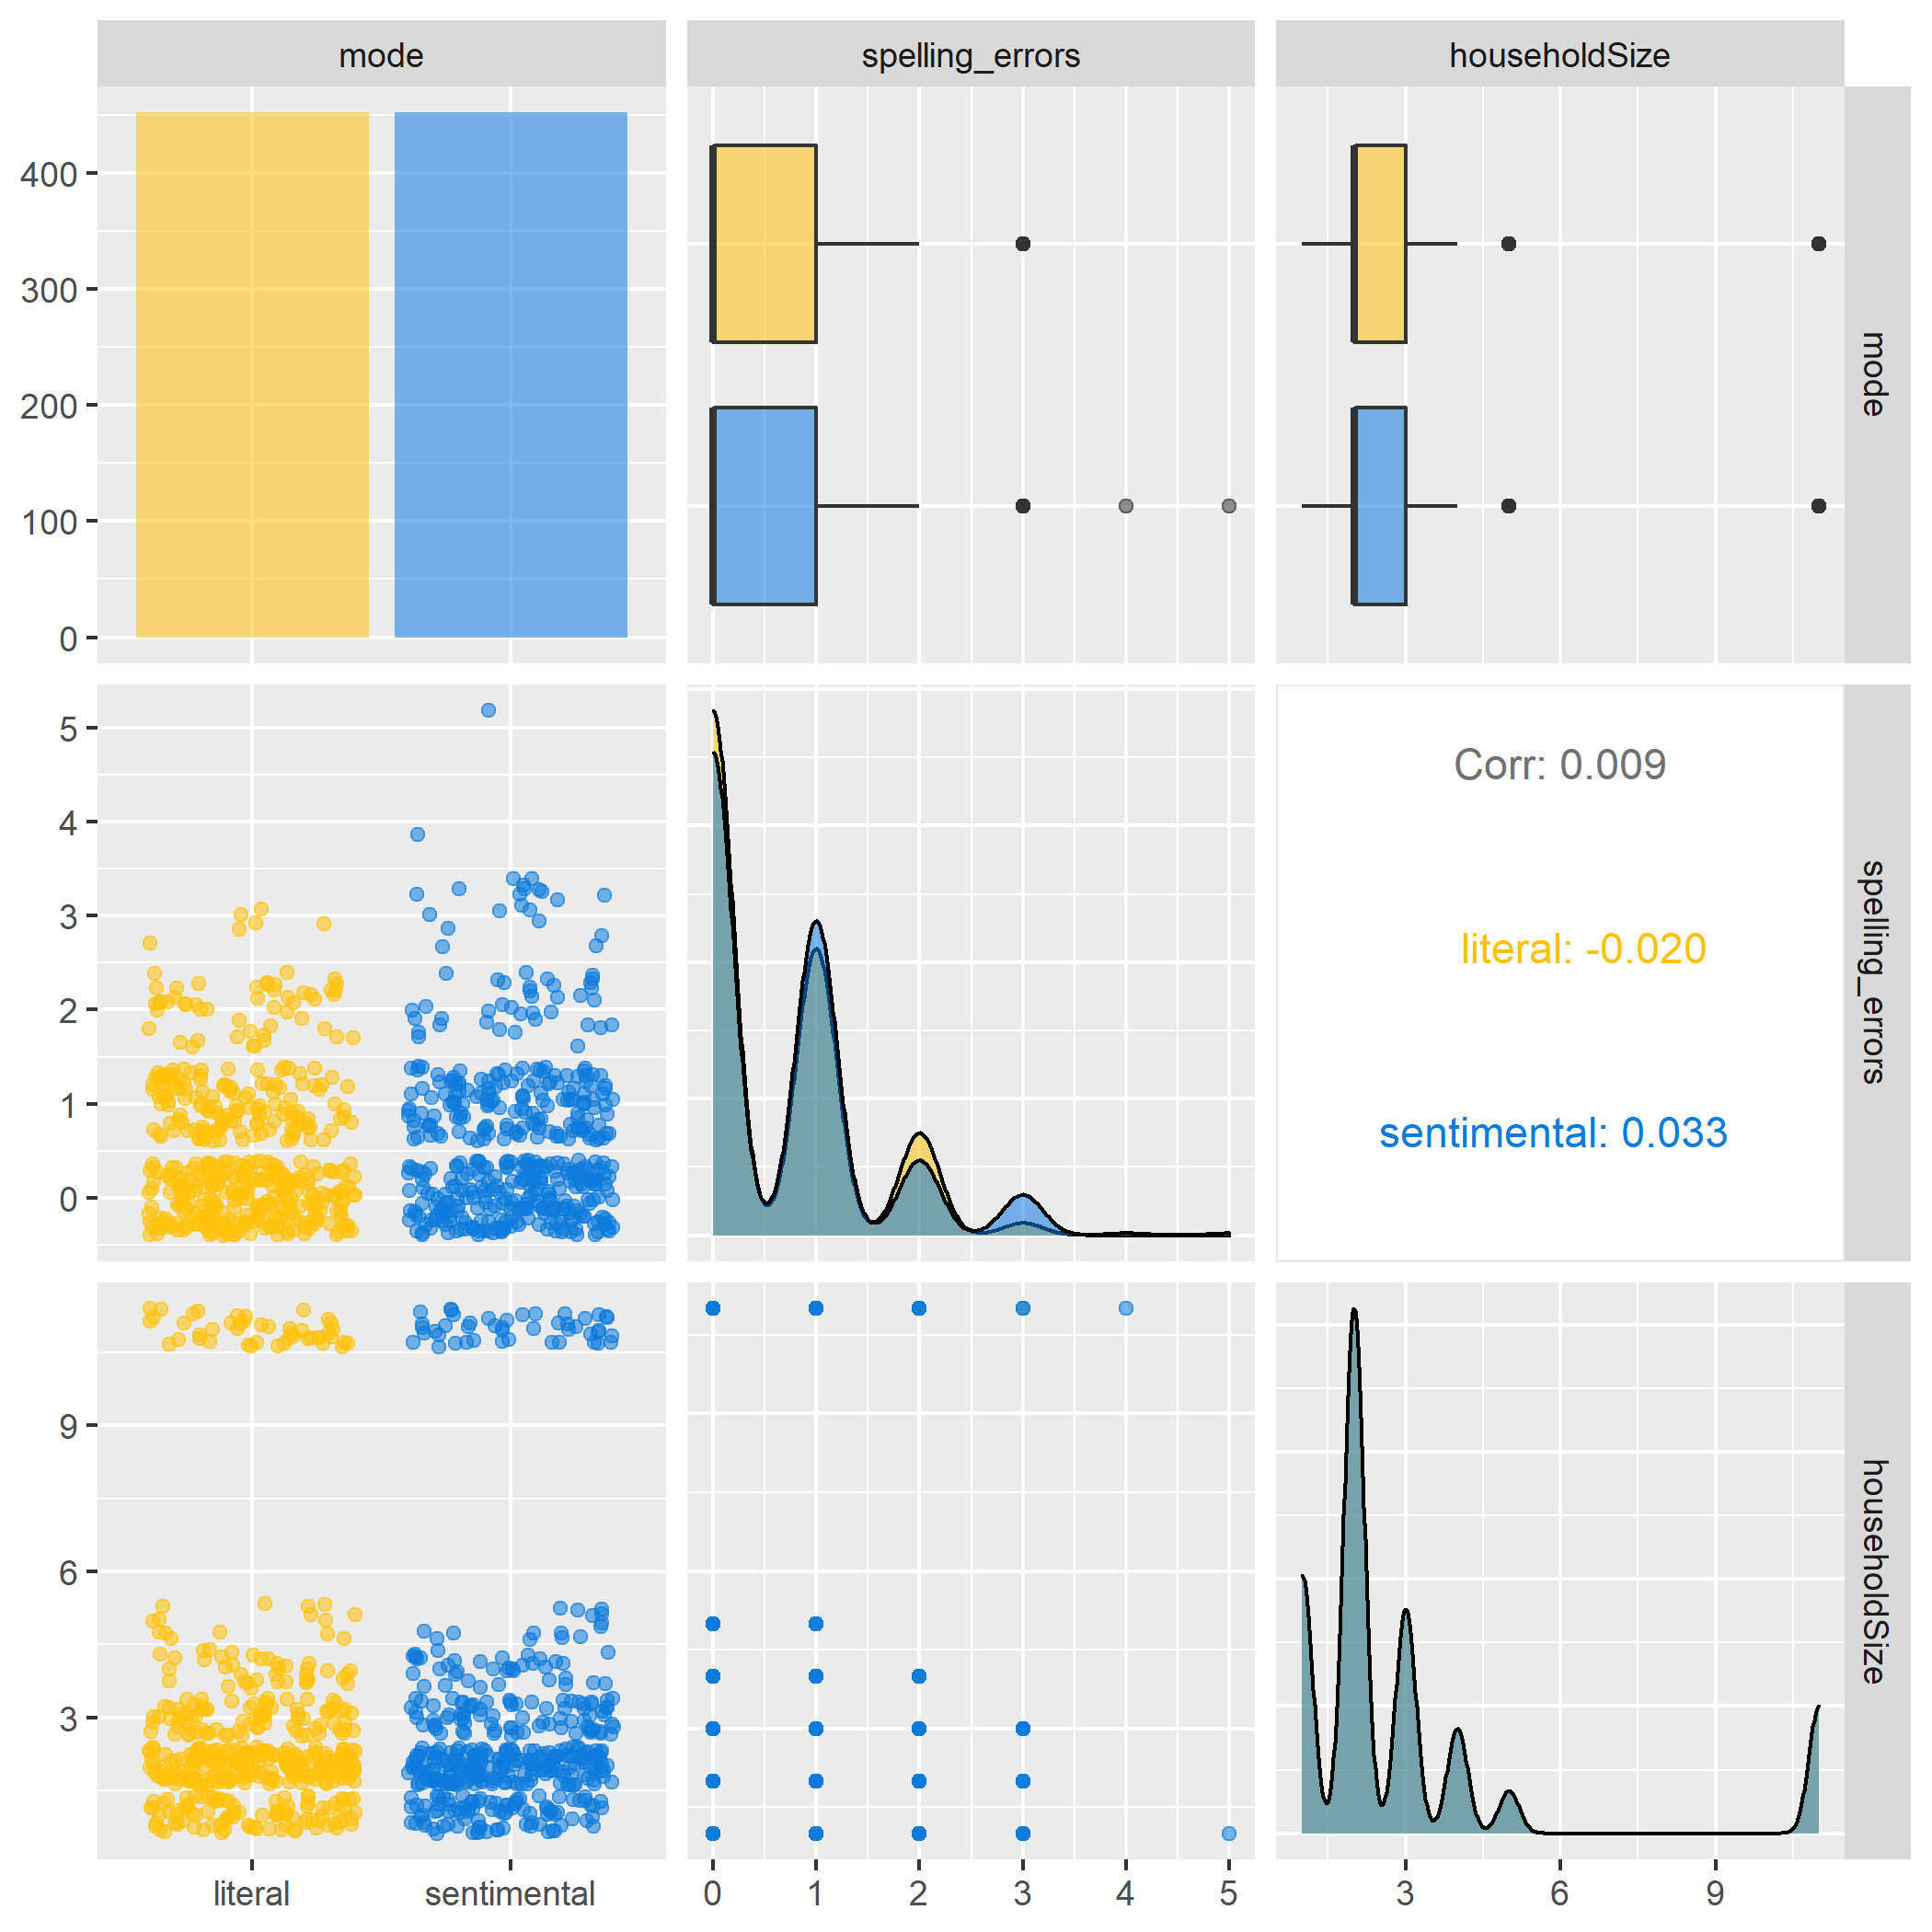 mode
spelling_errors
householdSize
400
300
200
100
0
mode
5
4
3
2
1
0
Corr: 0.009
literal: -0.020
sentimental: 0.033
spelling_errors
9
6
3
householdSize
literal sentimental
0 1 2 3 4 5
3 6 9